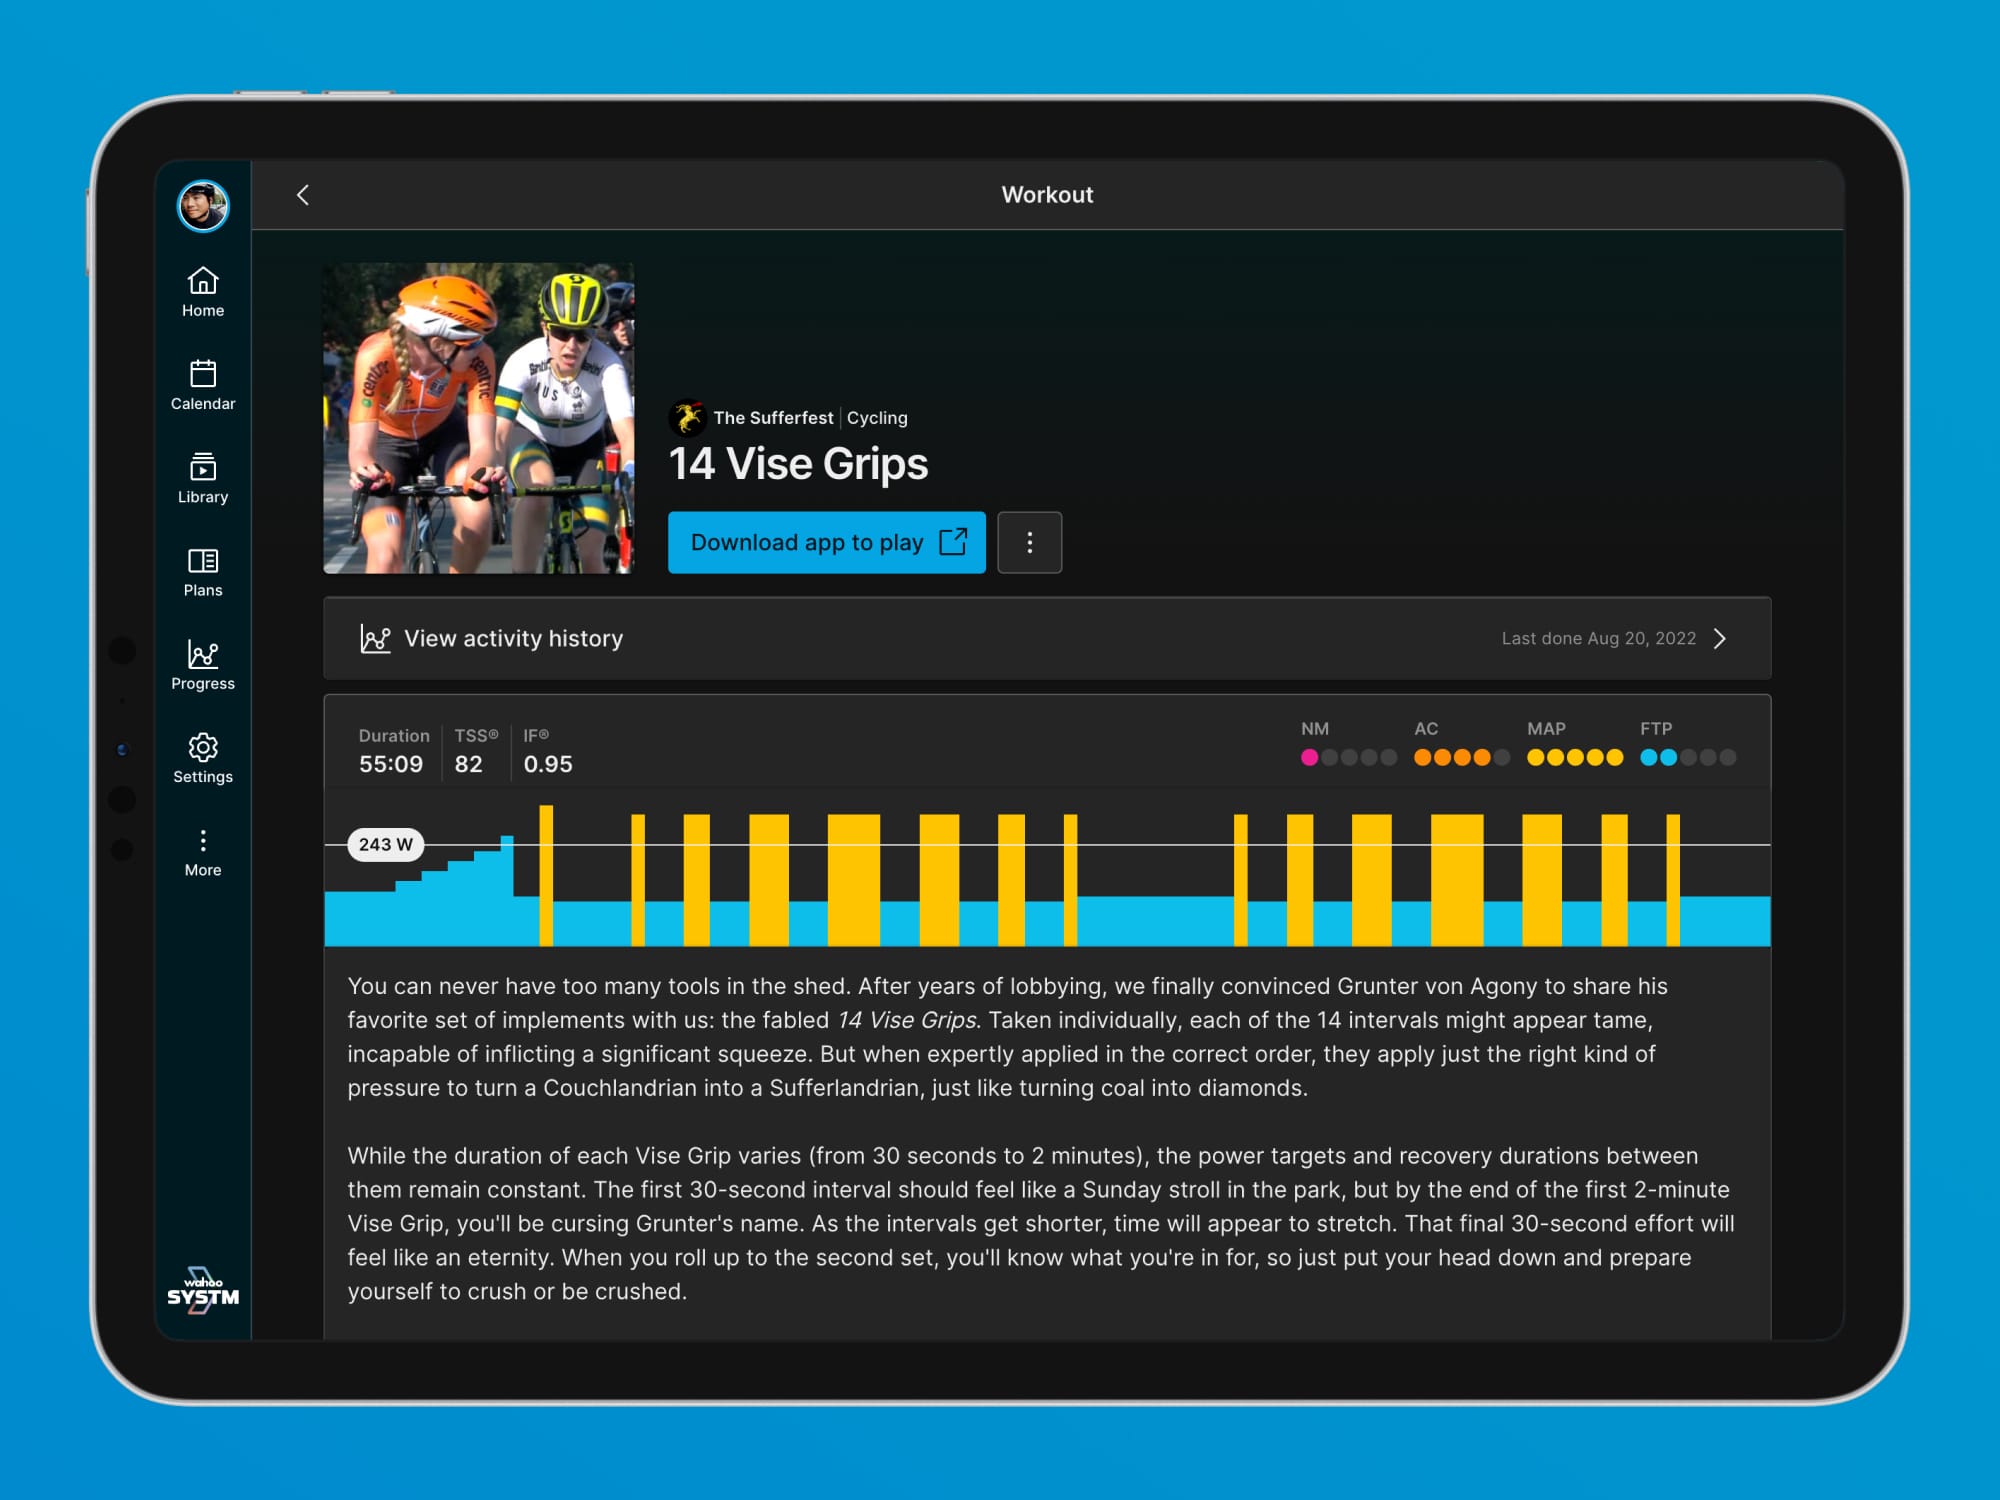 Workout
Home
Calendar
Library
Plans
Progress
Settings
More
wahoo
SYSTM
centric
AUS
The Sufferfest | Cycling
14 Vise Grips
Download app to play
View activity history
Last done Aug 20, 2022
Duration
55:09
TSS®
82
IF®
0.95
NM
AC
MAP
FTP
243 W
You can never have too many tools in the shed. After years of lobbying, we finally convinced Grunter von Agony to share his
favorite set of implements with us: the fabled 14 Vise Grips. Taken individually, each of the 14 intervals might appear tame,
incapable of inflicting a significant squeeze. But when expertly applied in the correct order, they apply just the right kind of
pressure to turn a Couchlandrian into a Sufferlandrian, just like turning coal into diamonds.
While the duration of each Vise Grip varies (from 30 seconds to 2 minutes), the power targets and recovery durations between
them remain constant. The first 30-second interval should feel like a Sunday stroll in the park, but by the end of the first 2-minute
Vise Grip, you'll be cursing Grunter's name. As the intervals get shorter, time will appear to stretch. That final 30-second effort will
feel like an eternity. When you roll up to the second set, you'll know what you're in for, so just put your head down and prepare
yourself to crush or be crushed.